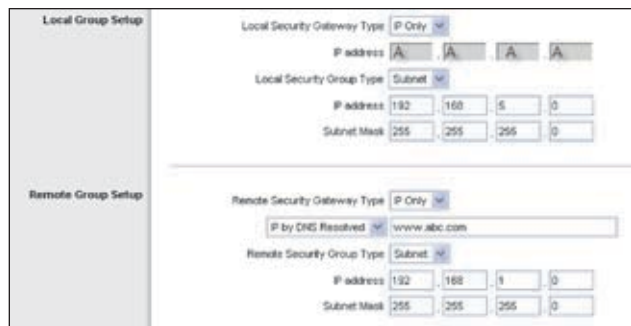 Local Group Setup
Local Security Gateway Type IP Only
IP address A. A. A. A.
Local Security Group Type Subnet
IP address 192 . 168 . 5 . 0
Subnet Mask 255 . 255 . 255 . 0
Remote Group Setup
Remote Security Gateway Type IP Only
IP by DNS Resolved www.abc.com
Remote Security Group Type Subnet
IP address 192 . 168 . 1 . 0
Subnet Mask 255 . 255 . 255 . 0